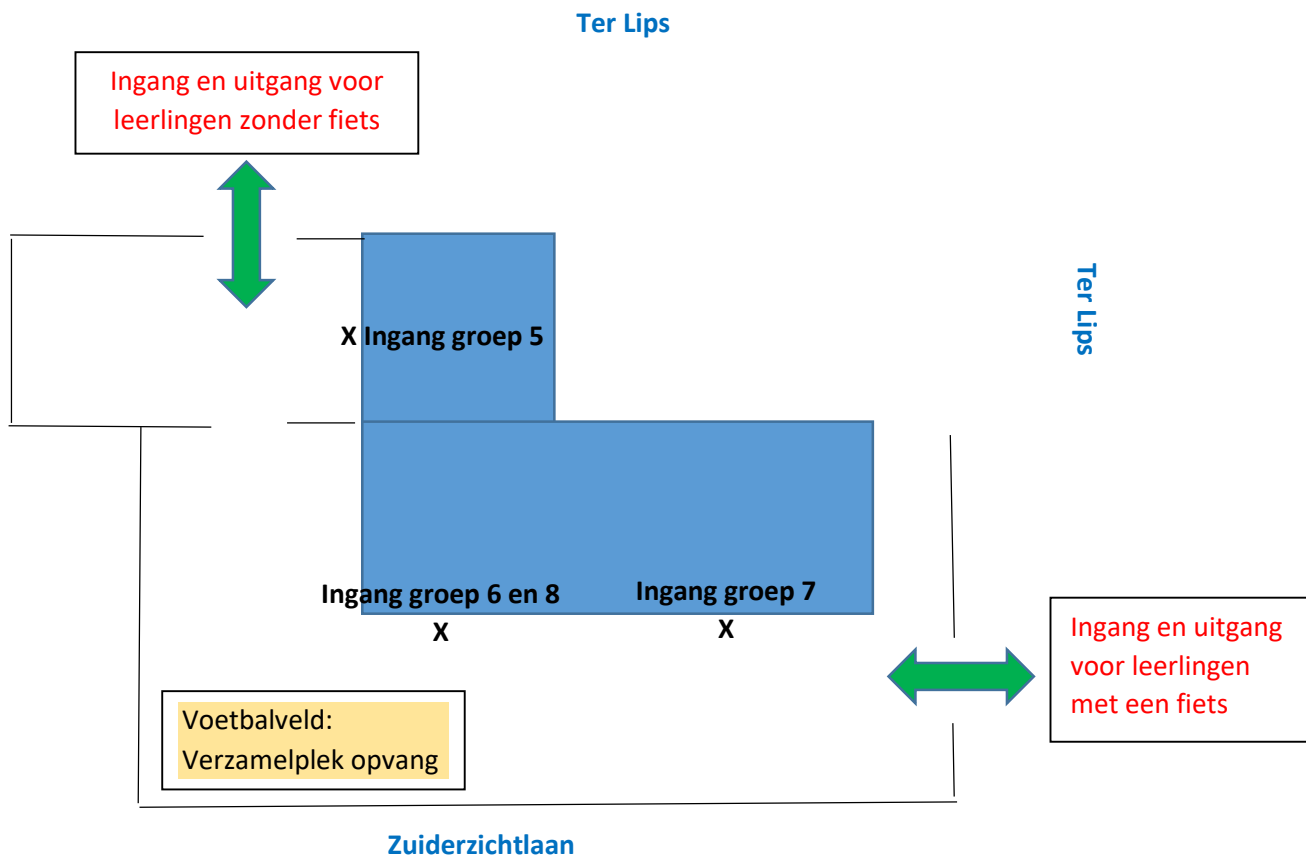 Ter Lips
Ingang en uitgang voor
leerlingen zonder fiets
Ter Lips
X Ingang groep 5
Ingang groep 6 en 8
X
Ingang groep 7
X
Ingang en uitgang
voor leerlingen
met een fiets
Voetbalveld:
Verzamelplek opvang
Zuiderzichtlaan